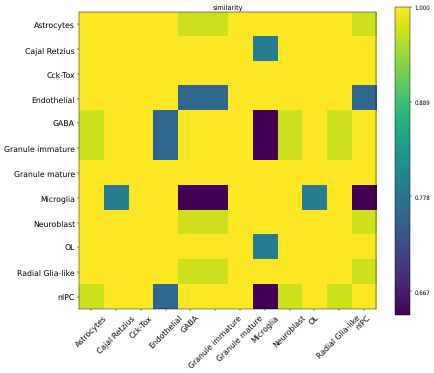 similarity
Astrocytes
Cajal Retzius
Cck-Tox
Endothelial
GABA
Granule immature
Granule mature
Microglia
Neuroblast
OL
Radial Glia-like
nIPC
Astrocytes
Cajal Retzius
Cck-Tox
Endothelial
GABA
Granule immature
Granule mature
Microglia
Neuroblast
OL
Radial Glia-like
nIPC
1.000
0.889
0.778
0.667